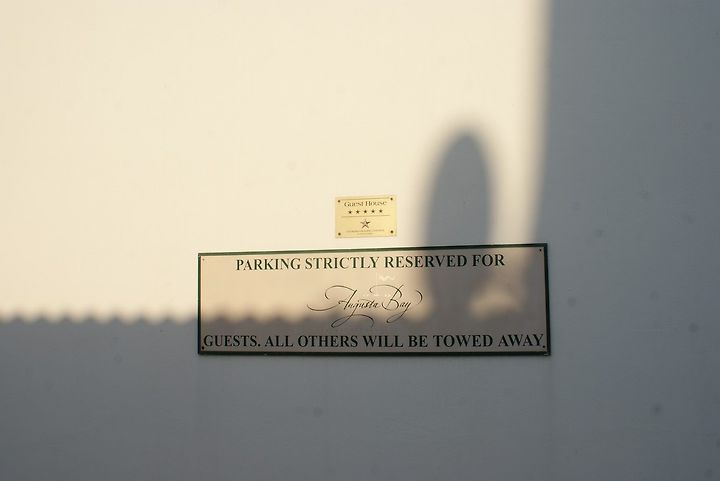 Guest House
★★★★★
PARKING STRICTLY RESERVED FOR
Augusta Bay
GUESTS. ALL OTHERS WILL BE TOWED AWAY